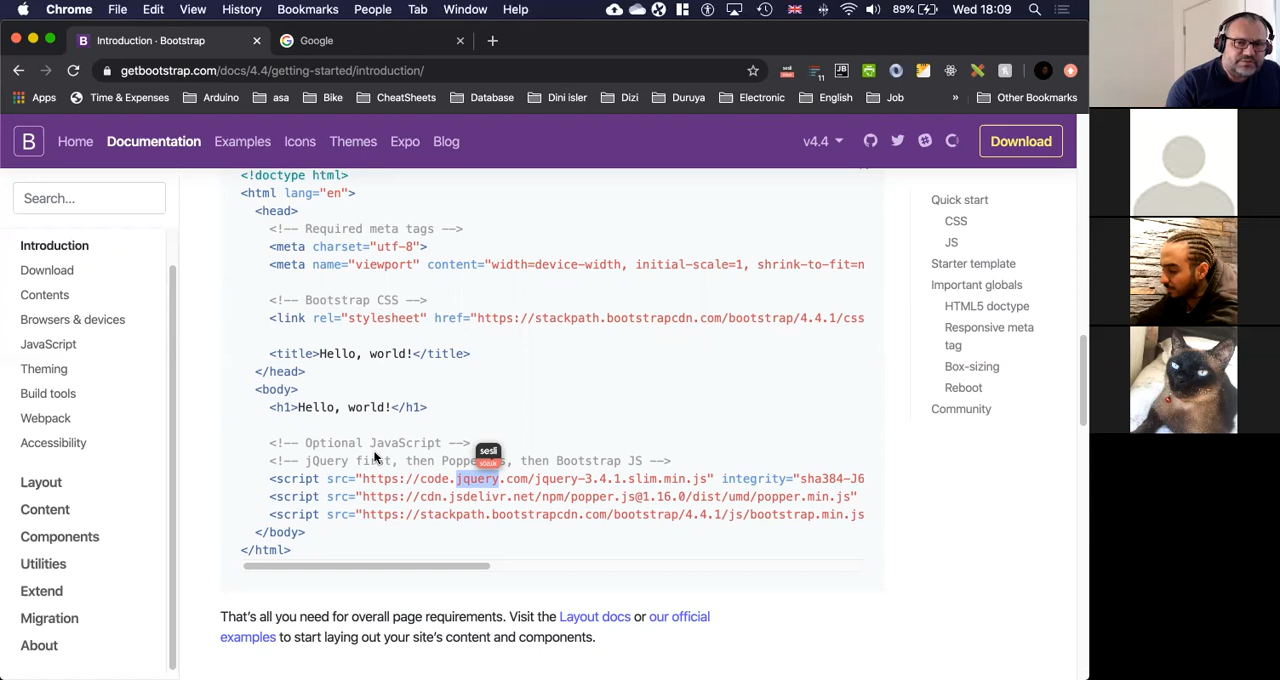 Chrome File Edit View History Bookmarks People Tab Window Help 89% Wed 18:09
Introduction · Bootstrap
Google
getbootstrap.com/docs/4.4/getting-started/introduction/
Apps Time & Expenses Arduino asa Bike CheatSheets Database Dini isler Dizi Duruya Electronic English Job » Other Bookmarks
B Home Documentation Examples Icons Themes Expo Blog v4.4 Download
Search...
Introduction
Download
Contents
Browsers & devices
JavaScript
Theming
Build tools
Webpack
Accessibility
Layout
Content
Components
Utilities
Extend
Migration
About
<!doctype html>
<html lang="en">
<head>
<!-- Required meta tags -->
<meta charset="utf-8">
<meta name="viewport" content="width=device-width, initial-scale=1, shrink-to-fit=n
<!-- Bootstrap CSS -->
<link rel="stylesheet" href="https://stackpath.bootstrapcdn.com/bootstrap/4.4.1/css
<title>Hello, world!</title>
</head>
<body>
<h1>Hello, world!</h1>
<!-- Optional JavaScript -->
sesli
<!-- jQuery first, then Poppe s, then Bootstrap JS -->
<script src="https://code.jquery.com/jquery-3.4.1.slim.min.js" integrity="sha384-J6
<script src="https://cdn.jsdelivr.net/npm/popper.js@1.16.0/dist/umd/popper.min.js"
<script src="https://stackpath.bootstrapcdn.com/bootstrap/4.4.1/js/bootstrap.min.js
</body>
</html>
That's all you need for overall page requirements. Visit the Layout docs or our official
examples to start laying out your site's content and components.
Quick start
CSS
JS
Starter template
Important globals
HTML5 doctype
Responsive meta
tag
Box-sizing
Reboot
Community